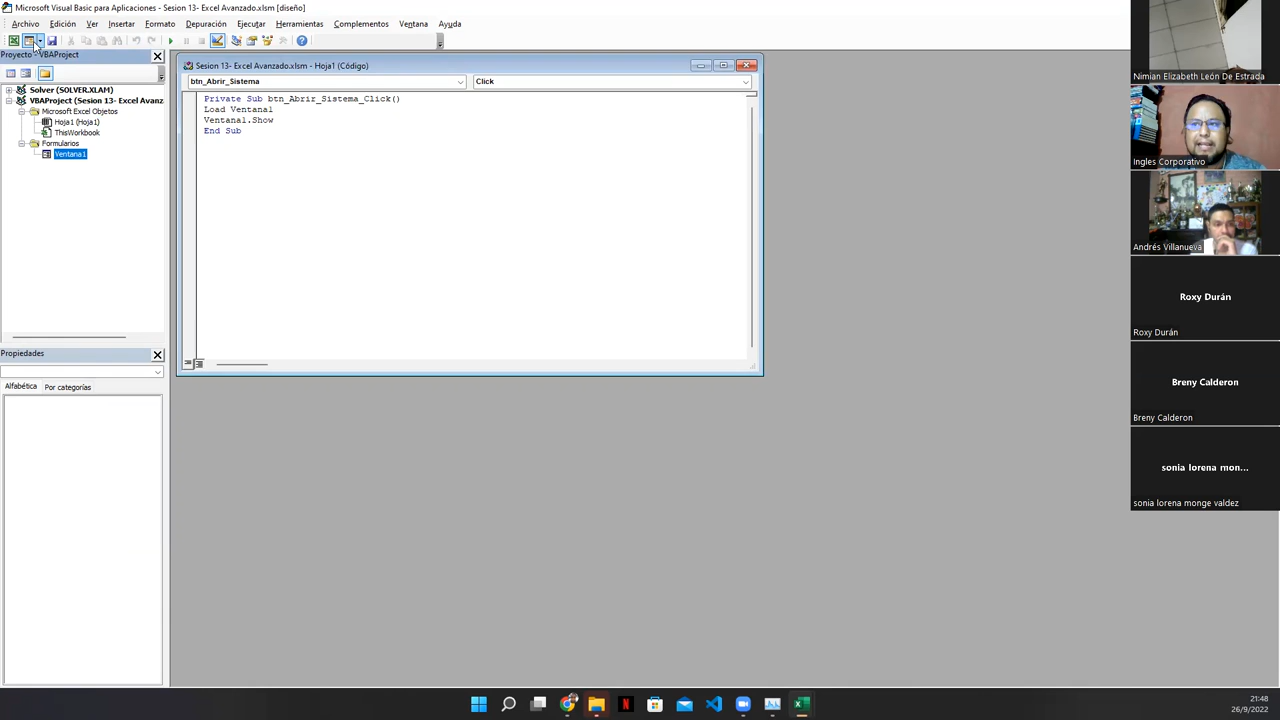 Microsoft Visual Basic para Aplicaciones - Sesion 13- Excel Avanzado.xlsm [diseño]
Archivo Edición Ver Insertar Formato Depuración Ejecutar Herramientas Complementos Ventana Ayuda
Proyecto - VBAProject
Solver (SOLVER.XLAM)
VBAProject (Sesion 13- Excel Avanz
Microsoft Excel Objetos
Hoja1 (Hoja1)
ThisWorkbook
Formularios
Ventana1
Propiedades
Alfabética Por categorías
Sesion 13- Excel Avanzado.xlsm - Hoja1 (Código)
btn_Abrir_Sistema Click
Private Sub btn_Abrir_Sistema_Click()
Load Ventana1
Ventana1.Show
End Sub
Nimian Elizabeth León De Estrada
Ingles Corporativo
Andrés Villanueva
Roxy Durán
Roxy Durán
Breny Calderon
Breny Calderon
sonia lorena mon...
sonia lorena monge valdez
21:48
26/9/2022